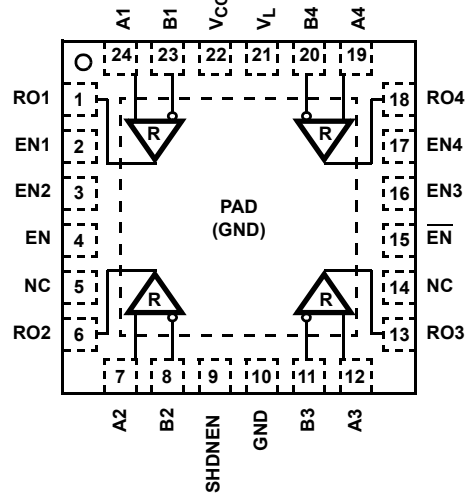 A1 B1 VCC VL B4 A4
24 23 22 21 20 19
RO1 1 R R 18 RO4
EN1 2 17 EN4
EN2 3 PAD 16 EN3
(GND)
EN 4 15 E̅N̅
NC 5 14 NC
RO2 6 R R 13 RO3
7 8 9 10 11 12
A2 B2 SHDNEN GND B3 A3